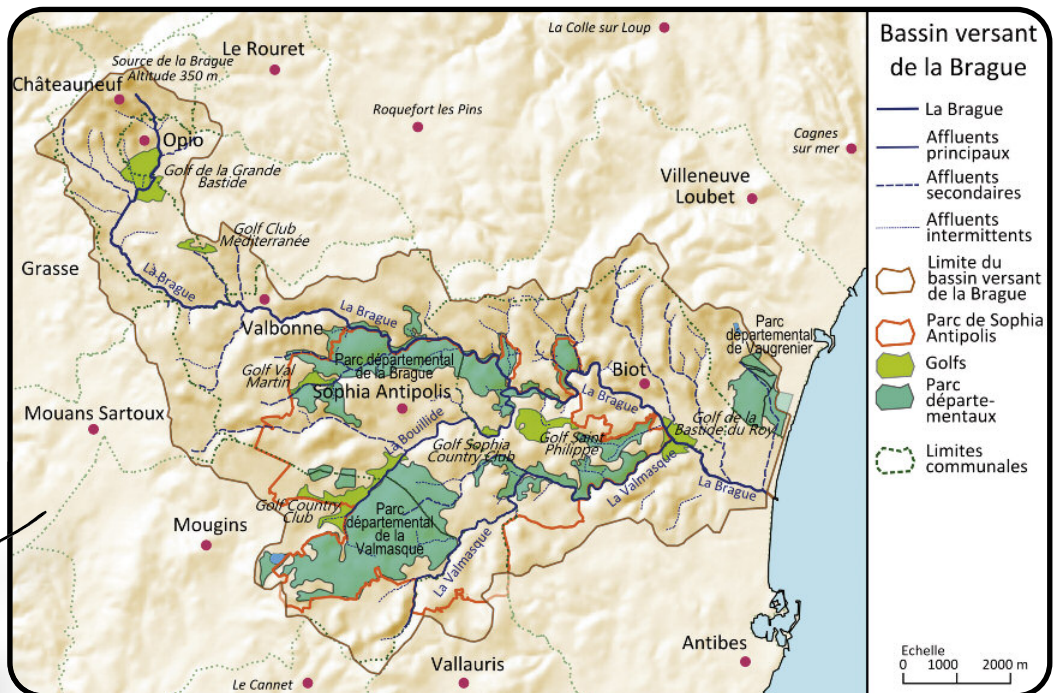 La Colle sur Loup
Le Rouret
Source de la Brague
Altitude 350 m
Châteauneuf
Roquefort les Pins
Opio
Cagnes
sur mer
Golf de la Grande
Bastide
Villeneuve
Loubet
Golf Club
Méditerranée
Grasse
La Brague
La Brague
Valbonne
Parc
départemental
de Vaugrenier
Parc départemental
de la Brague
Golf Val
Martin
Biot
Sophia Antipolis
La Brague
Mouans Sartoux
La Bouillide
Golf Sophia
Country Club
Golf Saint
Philippe
Golf de la
Bastide du Roy
La Valmasque
La Brague
Golf Country
Club
Parc
départemental
de la
Valmasque
Mougins
La Valmasque
Antibes
Vallauris
Le Cannet
Bassin versant
de la Brague
La Brague
Affluents
principaux
Affluents
secondaires
Affluents
intermittents
Limite du
bassin versant
de la Brague
Parc de Sophia
Antipolis
Golfs
Parc
départe-
mentaux
Limites
communales
Echelle
0 1000 2000 m